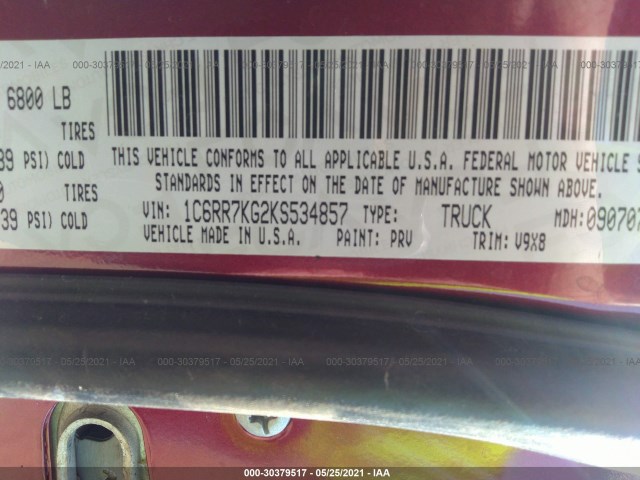 6800 LB
TIRES
39 PSI) COLD
TIRES
39 PSI) COLD
THIS VEHICLE CONFORMS TO ALL APPLICABLE U.S.A. FEDERAL MOTOR VEHICLE S
STANDARDS IN EFFECT ON THE DATE OF MANUFACTURE SHOWN ABOVE.
VIN: 1C6RR7KG2KS534857 TYPE: TRUCK MDH:090707
VEHICLE MADE IN U.S.A. PAINT: PRV TRIM: V9X8
000-30379517 - 05/25/2021 - IAA
000-30379517 - 05/25/2021 - IAA